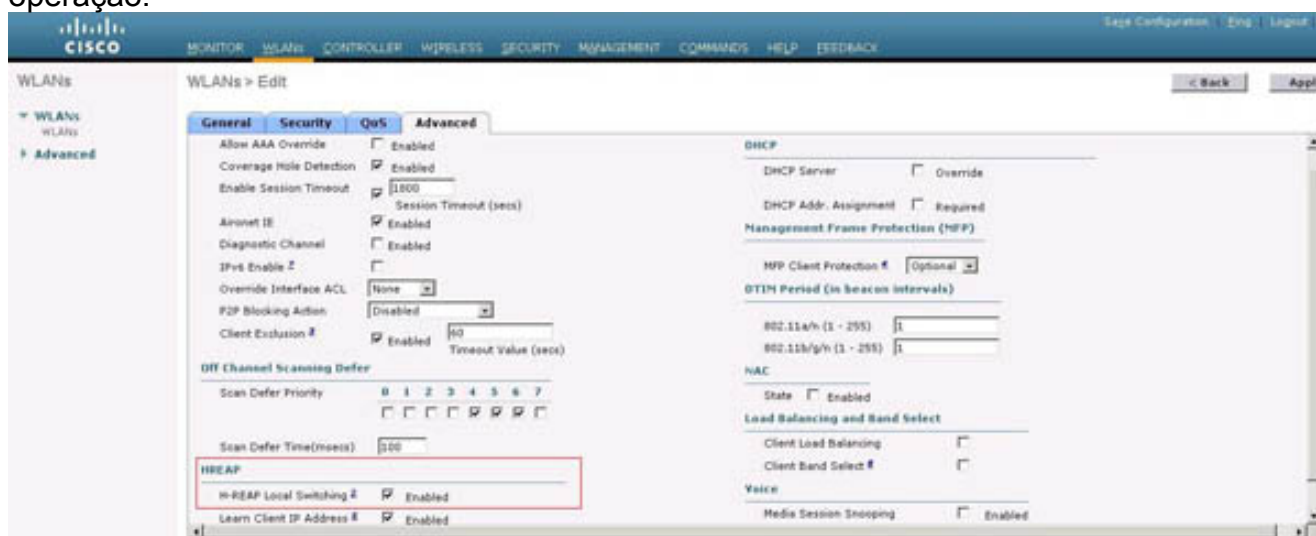 operação.
Save Configuration Ping Logout
CISCO
MONITOR WLANs CONTROLLER WIRELESS SECURITY MANAGEMENT COMMANDS HELP FEEDBACK
WLANs
WLANs
WLANs
Advanced
WLANs > Edit
< Back
Appl
General Security QoS Advanced
Allow AAA Override Enabled
Coverage Hole Detection Enabled
Enable Session Timeout 1800
Session Timeout (secs)
Aironet IE Enabled
Diagnostic Channel Enabled
IPv6 Enable
Override Interface ACL None
P2P Blocking Action Disabled
Client Exclusion Enabled 60
Timeout Value (secs)
Off Channel Scanning Defer
Scan Defer Priority 0 1 2 3 4 5 6 7
Scan Defer Time(msecs) 100
HREAP
H-REAP Local Switching 2 Enabled
Learn Client IP Address Enabled
DHCP
DHCP Server Override
DHCP Addr. Assignment Required
Management Frame Protection (MFP)
MFP Client Protection Optional
DTIM Period (in beacon intervals)
802.11a/n (1 - 255) 1
802.11b/g/n (1 - 255) 1
NAC
State Enabled
Load Balancing and Band Select
Client Load Balancing
Client Band Select
Voice
Media Session Snooping Enabled